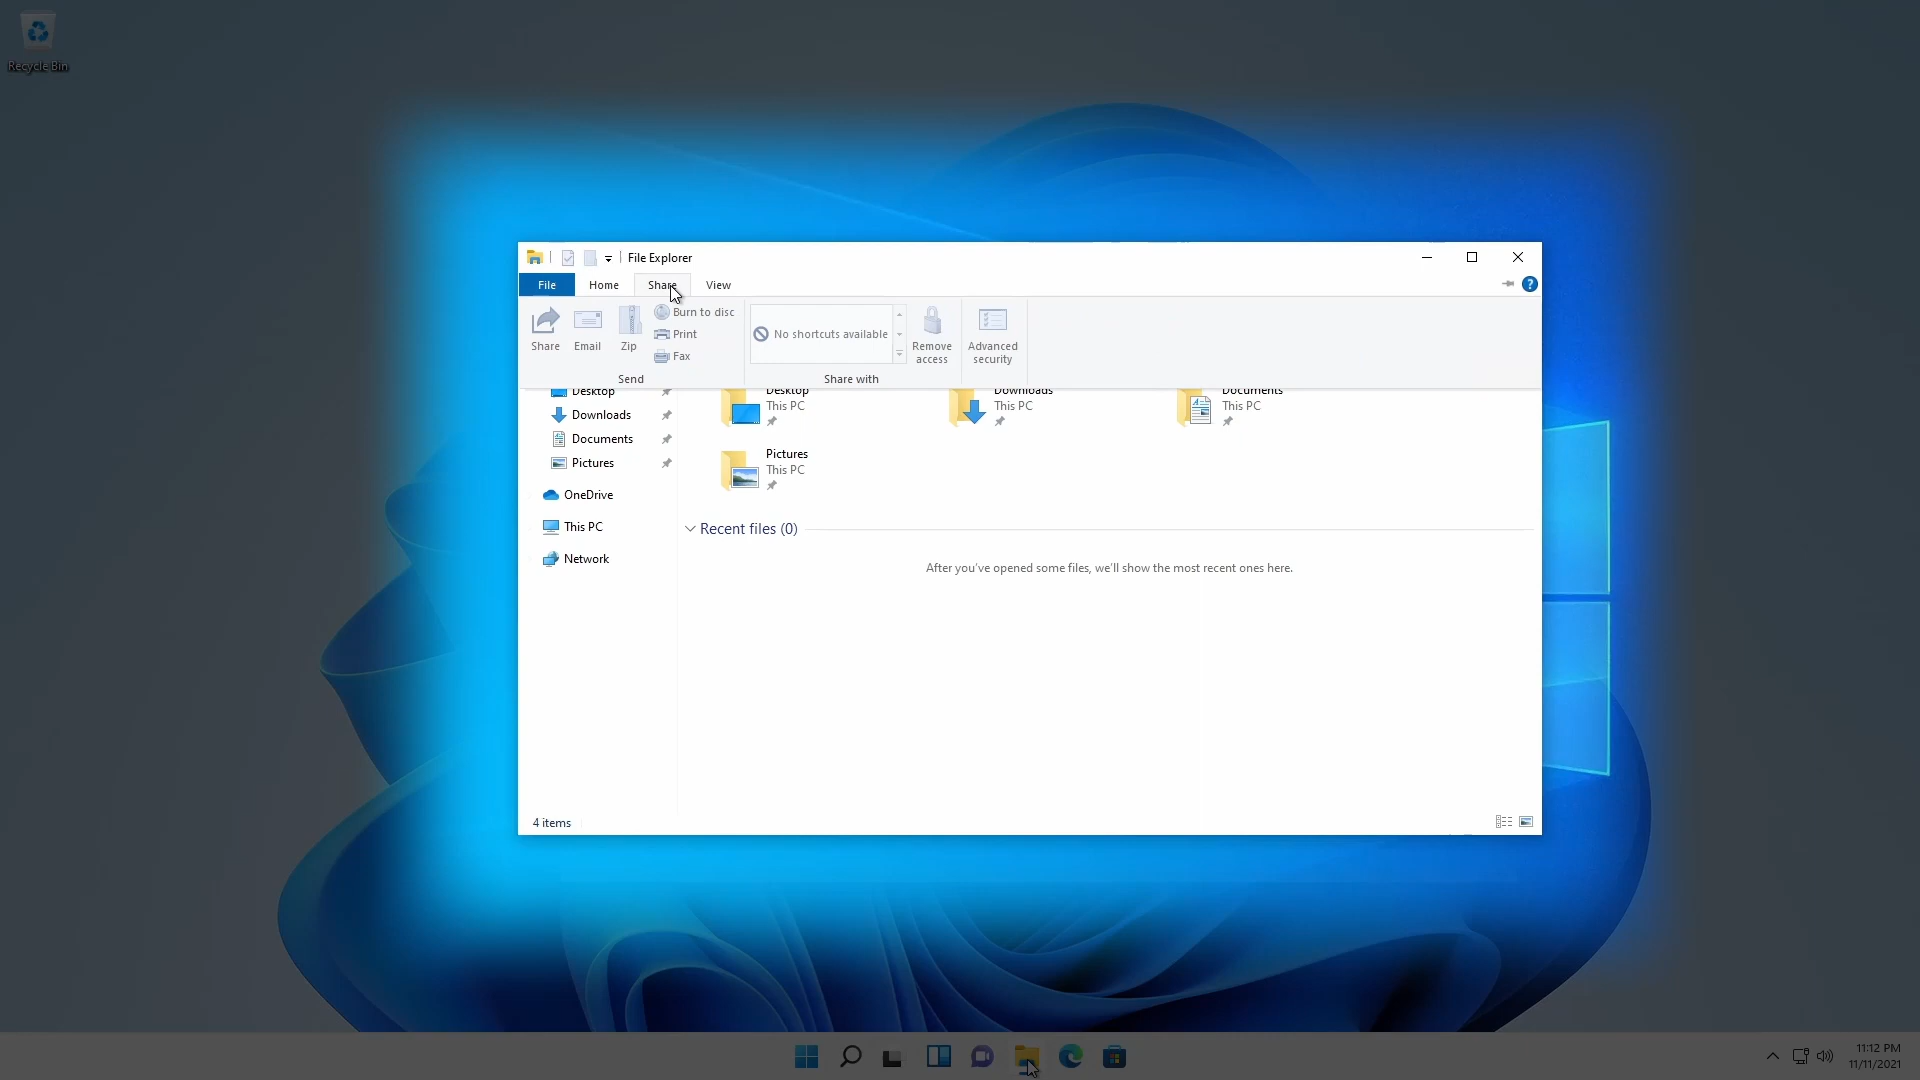 Recycle Bin
File Explorer
File Home Share View
?
Share Email Zip
Burn to disc
Print
Fax
Send
No shortcuts available
Remove access
Share with
Advanced security
Desktop
Downloads
Documents
Pictures
OneDrive
This PC
Network
Desktop
This PC
Downloads
This PC
Documents
This PC
Pictures
This PC
Recent files (0)
After you've opened some files, we'll show the most recent ones here.
4 items
11:12 PM
11/11/2021